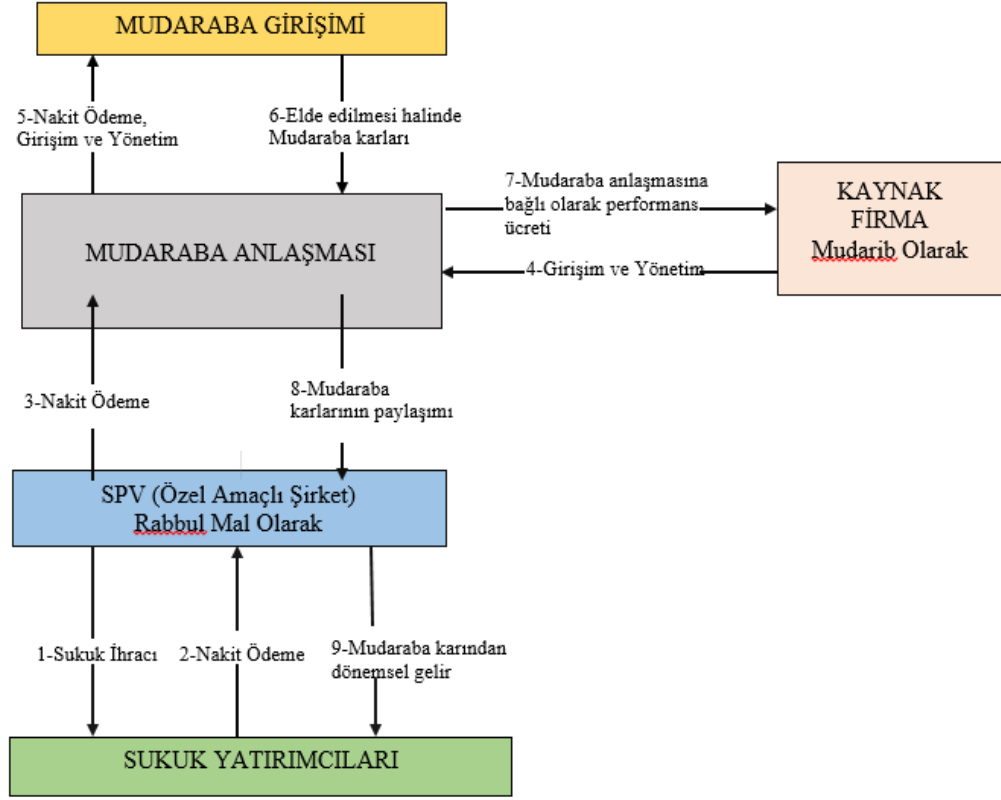 MUDARABA GİRİŞİMİ
5-Nakit Ödeme,
Girişim ve Yönetim
6-Elde edilmesi halinde
Mudaraba karları
7-Mudaraba anlaşmasına
bağlı olarak performans
ücreti
KAYNAK
FİRMA
Mudarib Olarak
MUDARABA ANLAŞMASI
4-Girişim ve Yönetim
3-Nakit Ödeme
8-Mudaraba
karlarının paylaşımı
SPV (Özel Amaçlı Şirket)
Rabbul Mal Olarak
1-Sukuk İhracı
2-Nakit Ödeme
9-Mudaraba karından
dönemsel gelir
SUKUK YATIRIMCILARI